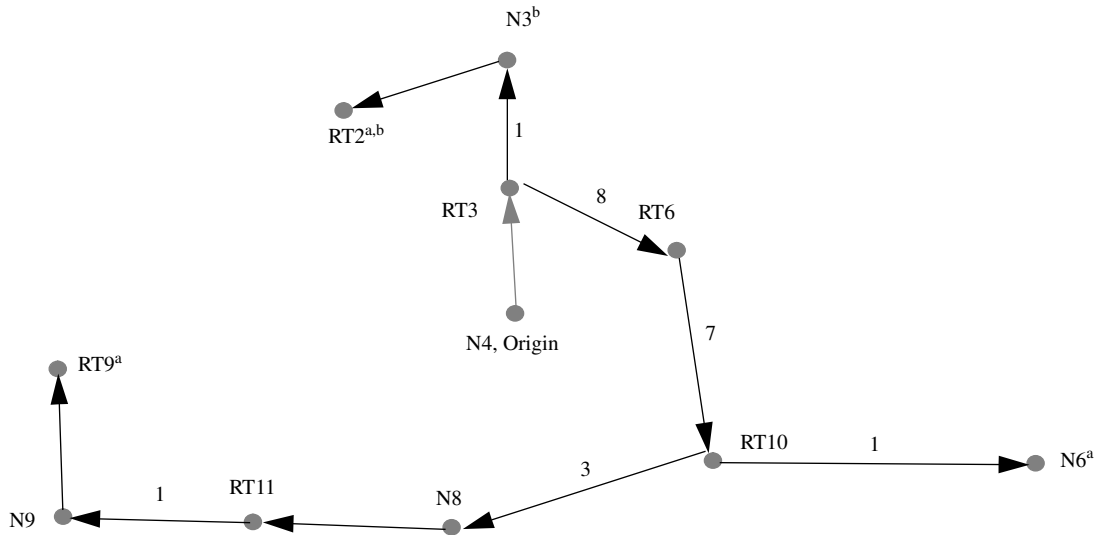 N3ᵇ
RT2ᵃ,ᵇ
1
RT3
8
RT6
N4, Origin
7
RT9ᵃ
RT10
1
N6ᵃ
3
N8
RT11
1
N9